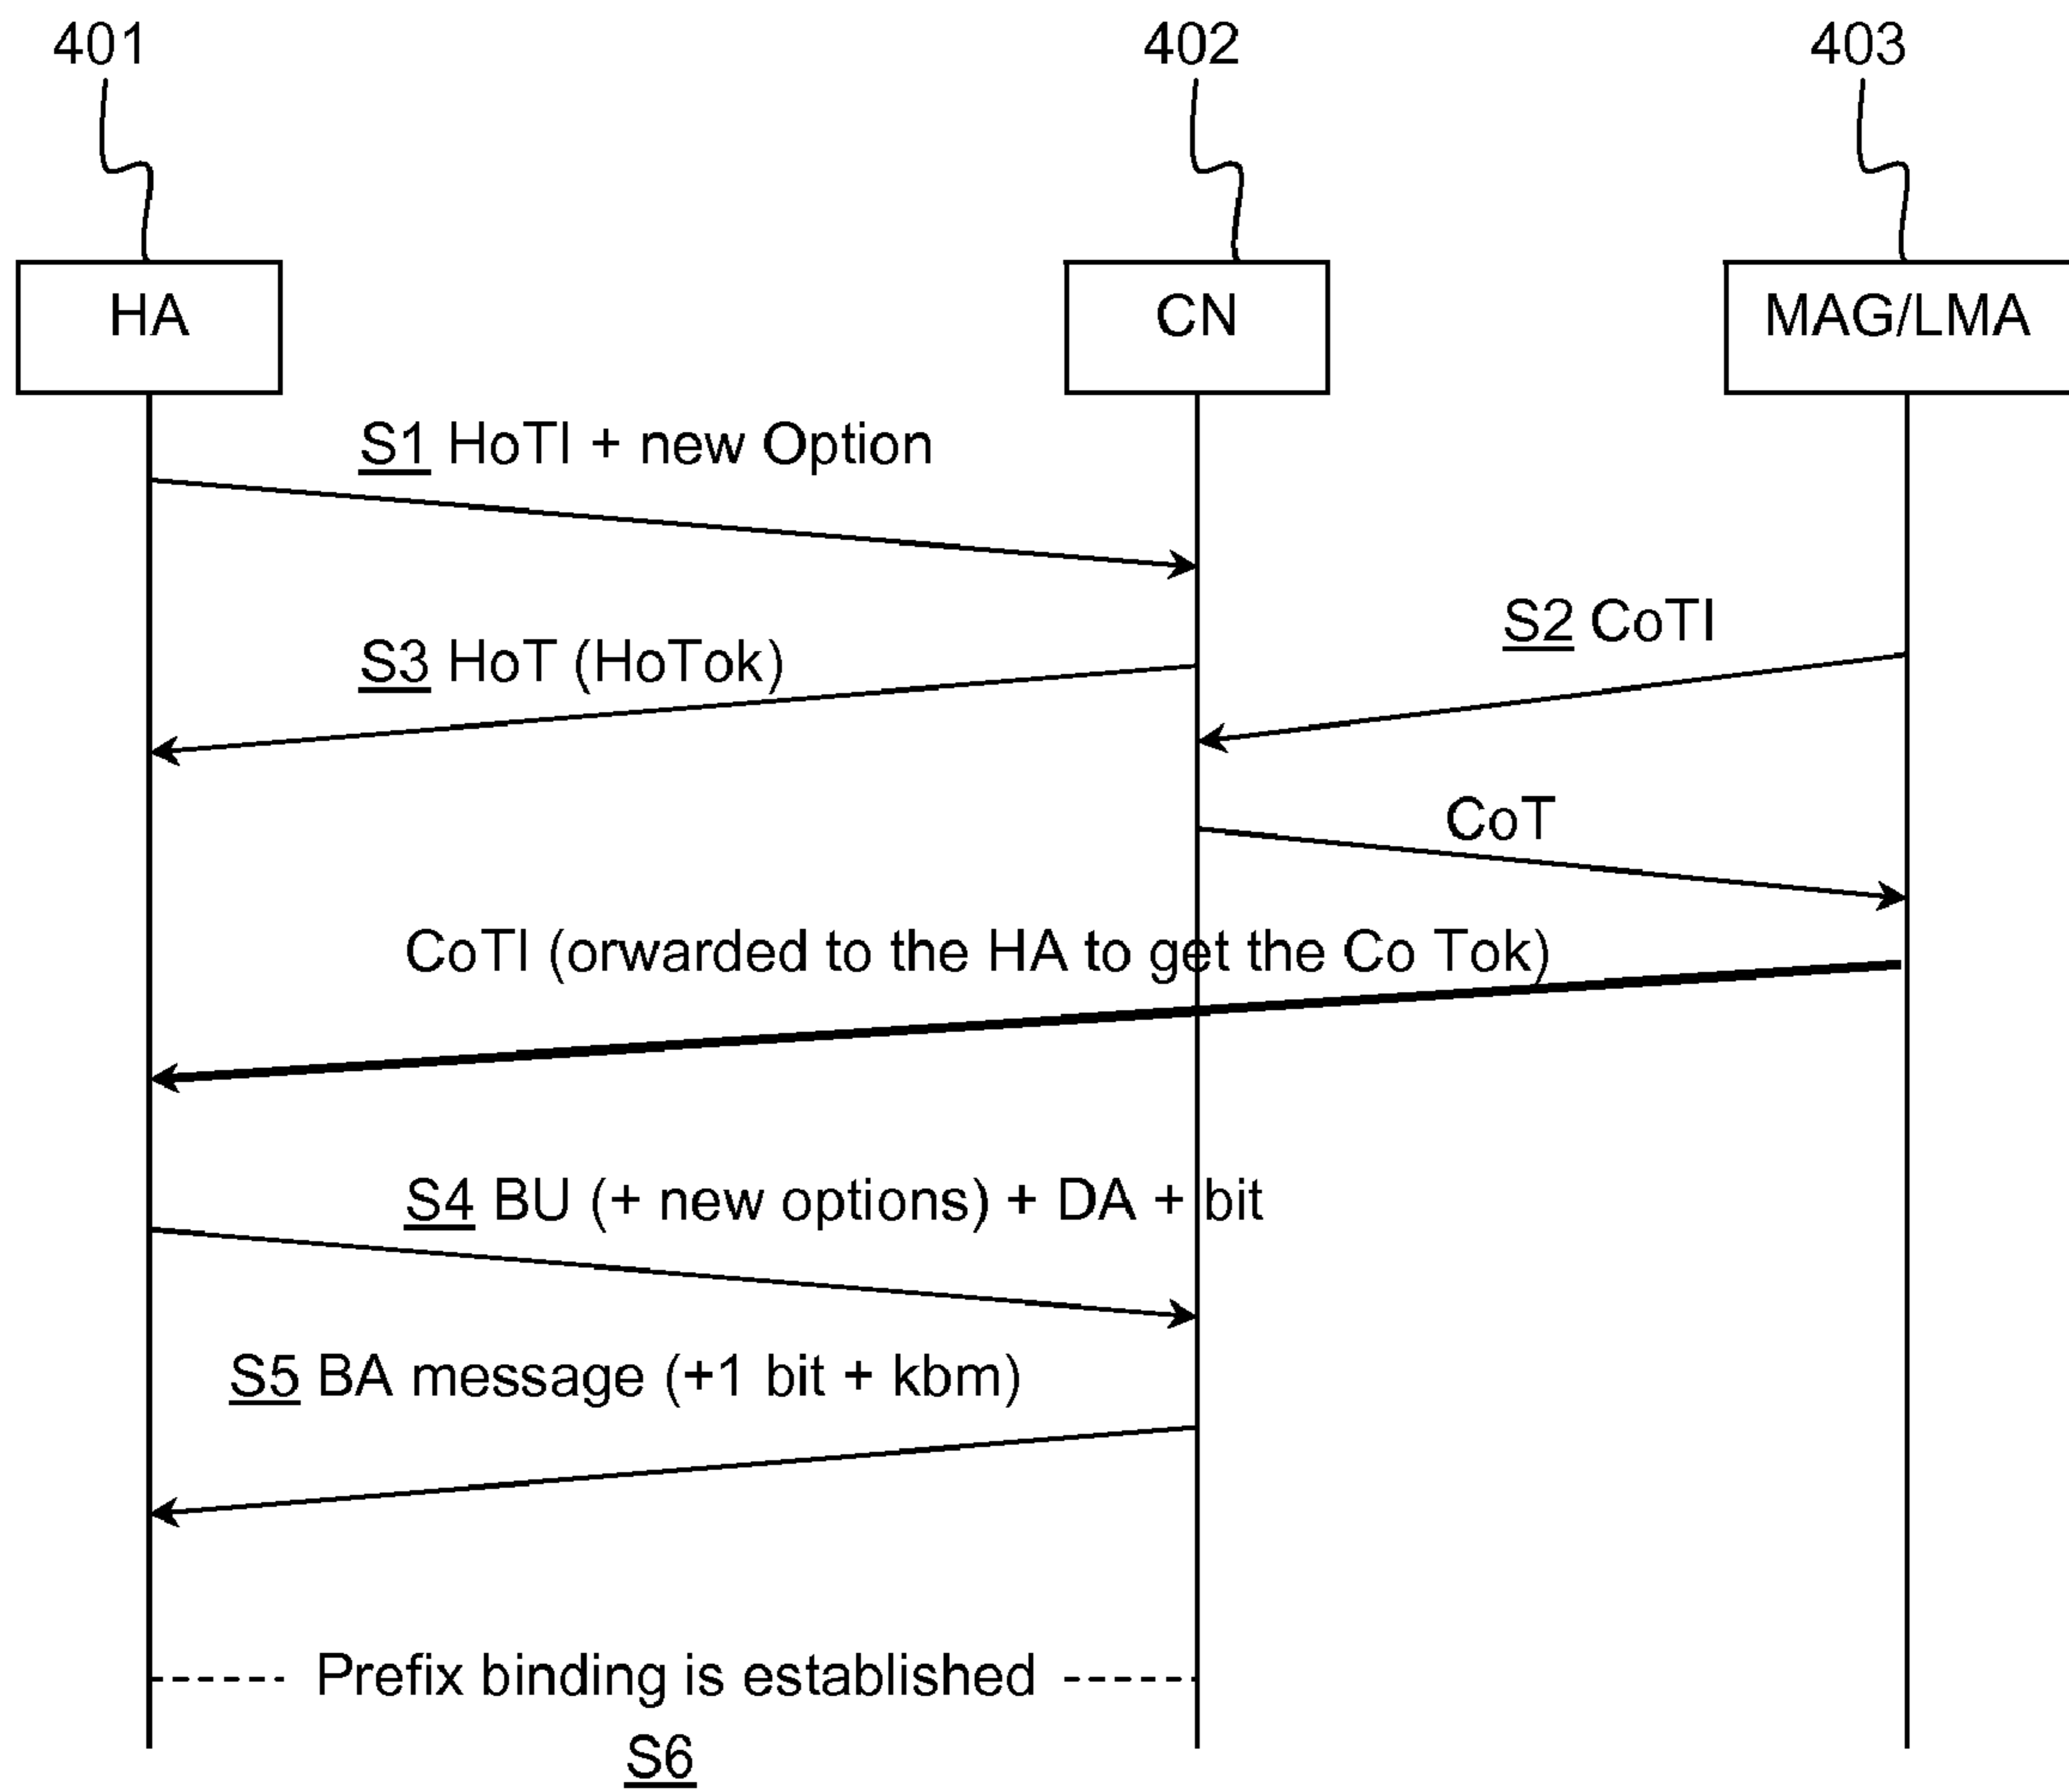 401
402
403
HA
CN
MAG/LMA
S1 HoTI + new Option
S2 CoTI
S3 HoT (HoTok)
CoT
CoTI (orwarded to the HA to get the Co Tok)
S4 BU (+ new options) + DA + bit
S5 BA message (+1 bit + kbm)
Prefix binding is established
S6